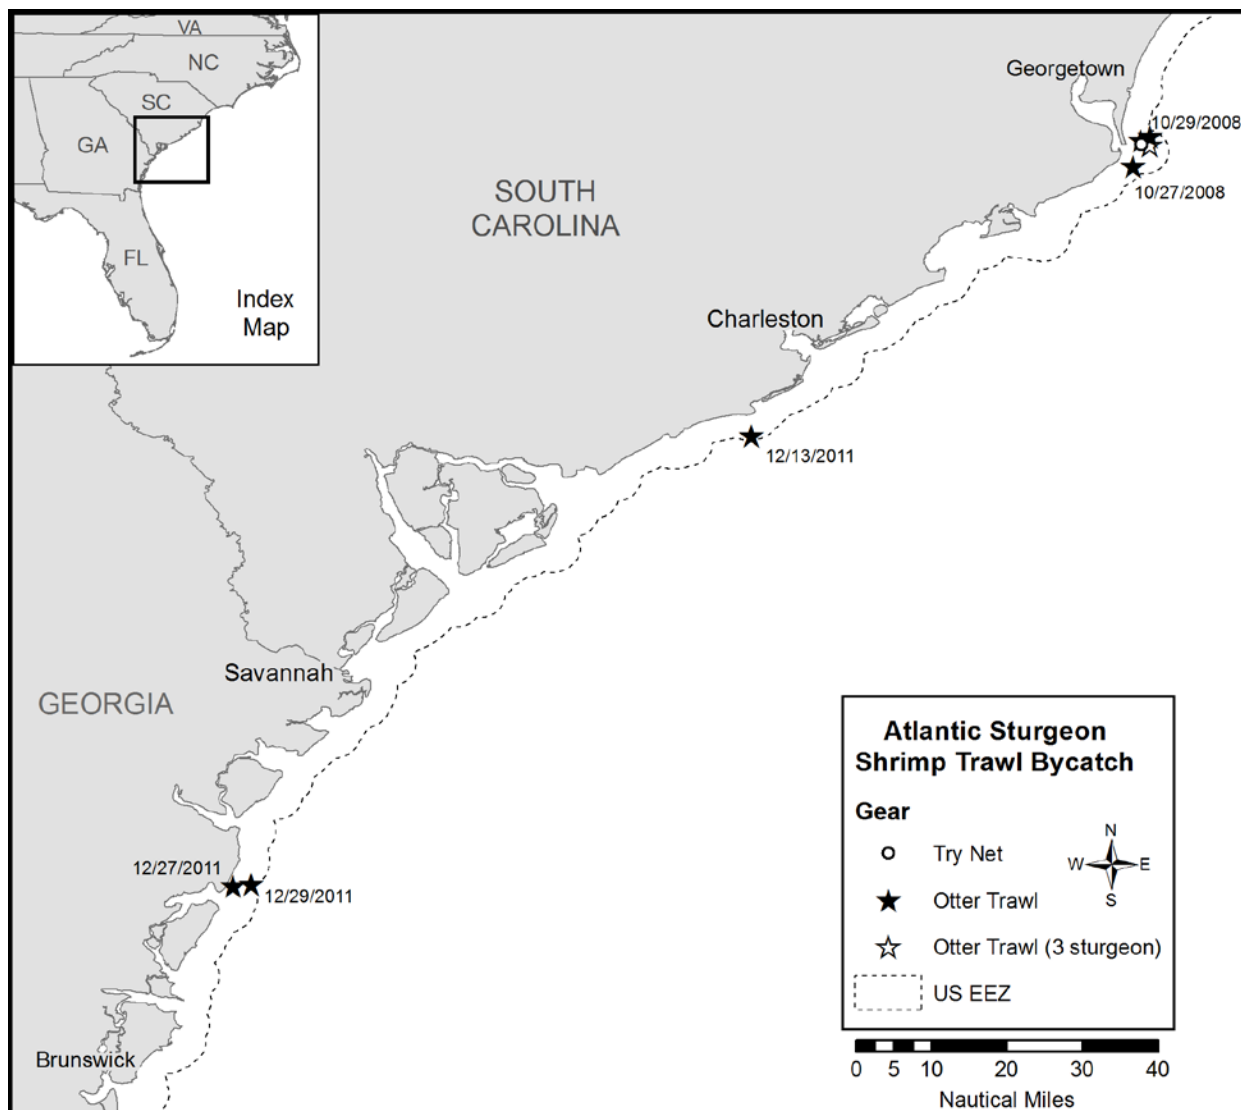 VA
NC
SC
GA
FL
Index
Map
Georgetown
10/29/2008
10/27/2008
SOUTH
CAROLINA
Charleston
12/13/2011
Savannah
GEORGIA
12/27/2011
12/29/2011
Brunswick
Atlantic Sturgeon
Shrimp Trawl Bycatch
Gear
Try Net
Otter Trawl
Otter Trawl (3 sturgeon)
US EEZ
N
W E
S
0 5 10 20 30 40
Nautical Miles